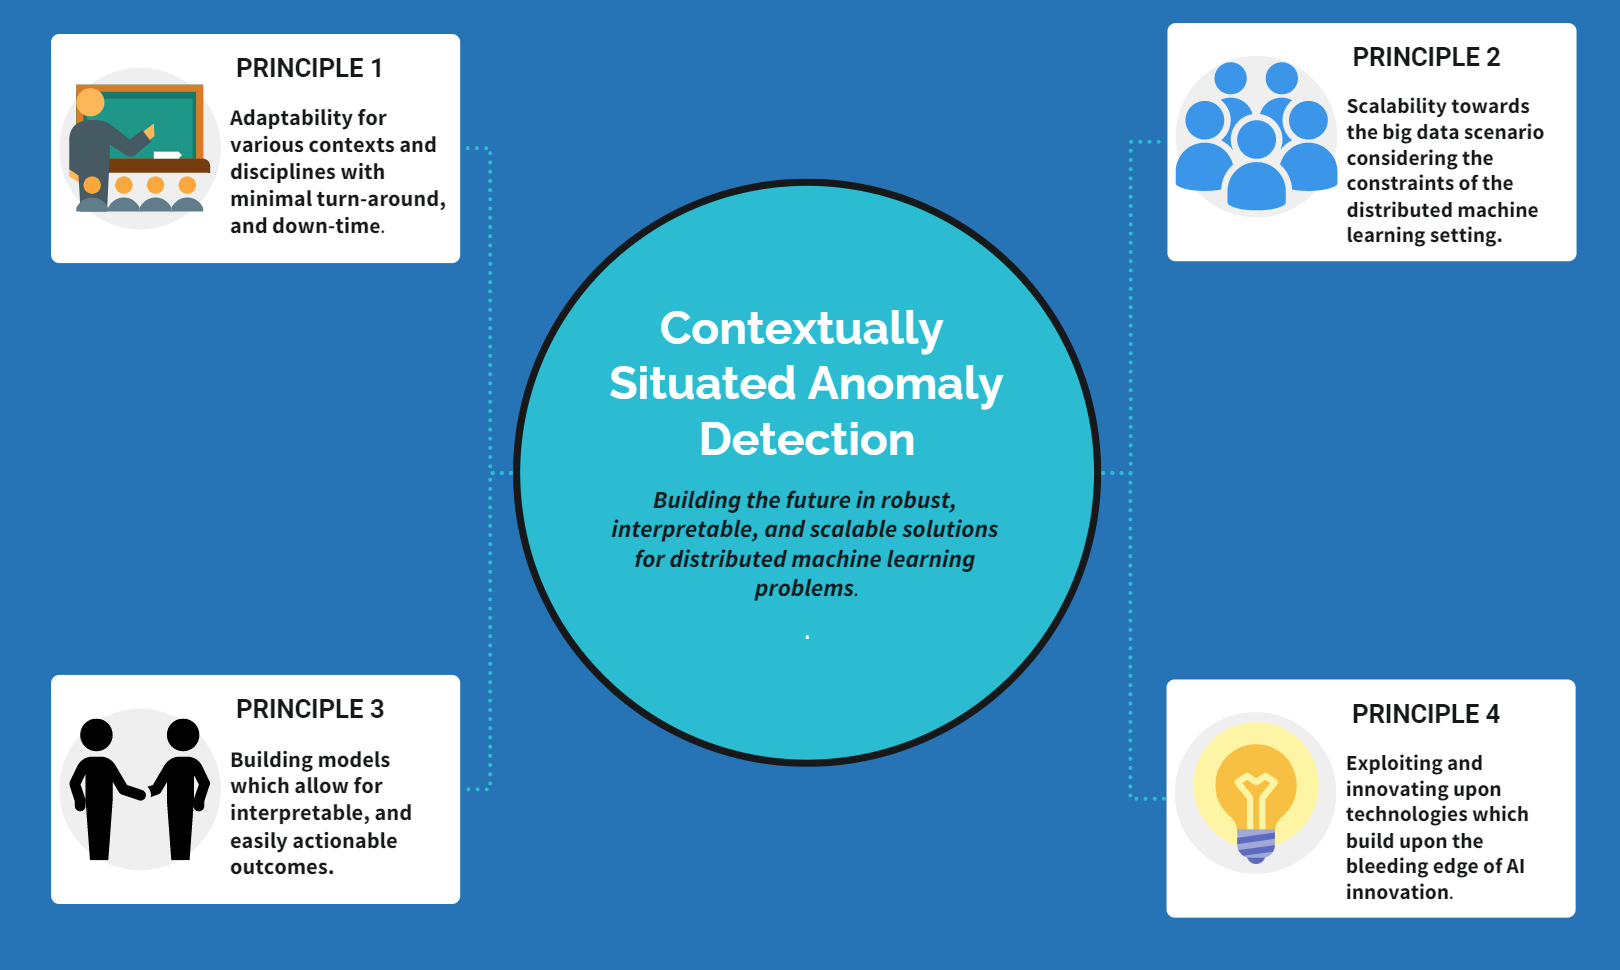 PRINCIPLE 1
Adaptability for
various contexts and
disciplines with
minimal turn-around,
and down-time.
PRINCIPLE 2
Scalability towards
the big data scenario
considering the
constraints of the
distributed machine
learning setting.
Contextually
Situated Anomaly
Detection
Building the future in robust,
interpretable, and scalable solutions
for distributed machine learning
problems.
.
PRINCIPLE 3
Building models
which allow for
interpretable, and
easily actionable
outcomes.
PRINCIPLE 4
Exploiting and
innovating upon
technologies which
build upon the
bleeding edge of AI
innovation.